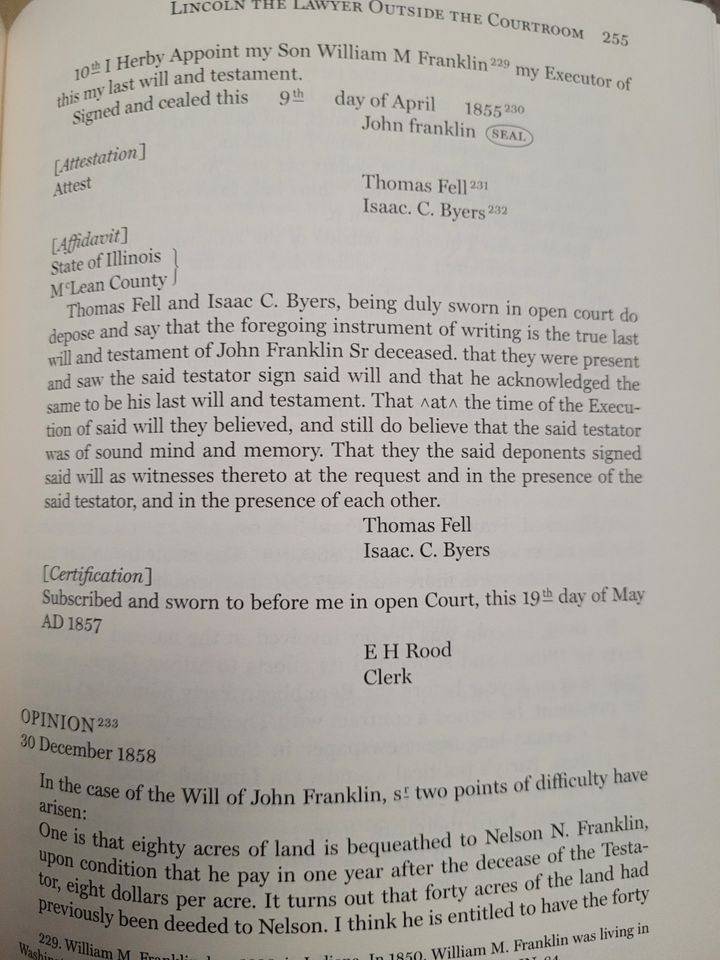 LINCOLN THE LAWYER OUTSIDE THE COURTROOM 255
10th I Herby Appoint my Son William M Franklin229 my Executor of
this my last will and testament.
Signed and cealed this 9th day of April 1855230
John franklin (SEAL)
[Attestation]
Attest Thomas Fell231
Isaac. C. Byers232
[Affidavit]
State of Illinois }
McLean County
Thomas Fell and Isaac C. Byers, being duly sworn in open court do
depose and say that the foregoing instrument of writing is the true last
will and testament of John Franklin Sr deceased. that they were present
and saw the said testator sign said will and that he acknowledged the
same to be his last will and testament. That ^at^ the time of the Execu-
tion of said will they believed, and still do believe that the said testator
was of sound mind and memory. That they the said deponents signed
said will as witnesses thereto at the request and in the presence of the
said testator, and in the presence of each other.
Thomas Fell
Isaac. C. Byers
[Certification]
Subscribed and sworn to before me in open Court, this 19th day of May
AD 1857
E H Rood
Clerk
OPINION233
30 December 1858
In the case of the Will of John Franklin, sr two points of difficulty have
arisen:
One is that eighty acres of land is bequeathed to Nelson N. Franklin,
upon condition that he pay in one year after the decease of the Testa-
tor, eight dollars per acre. It turns out that forty acres of the land had
previously been deeded to Nelson. I think he is entitled to have the forty
229. William M. In 1850, William M. Franklin was living in